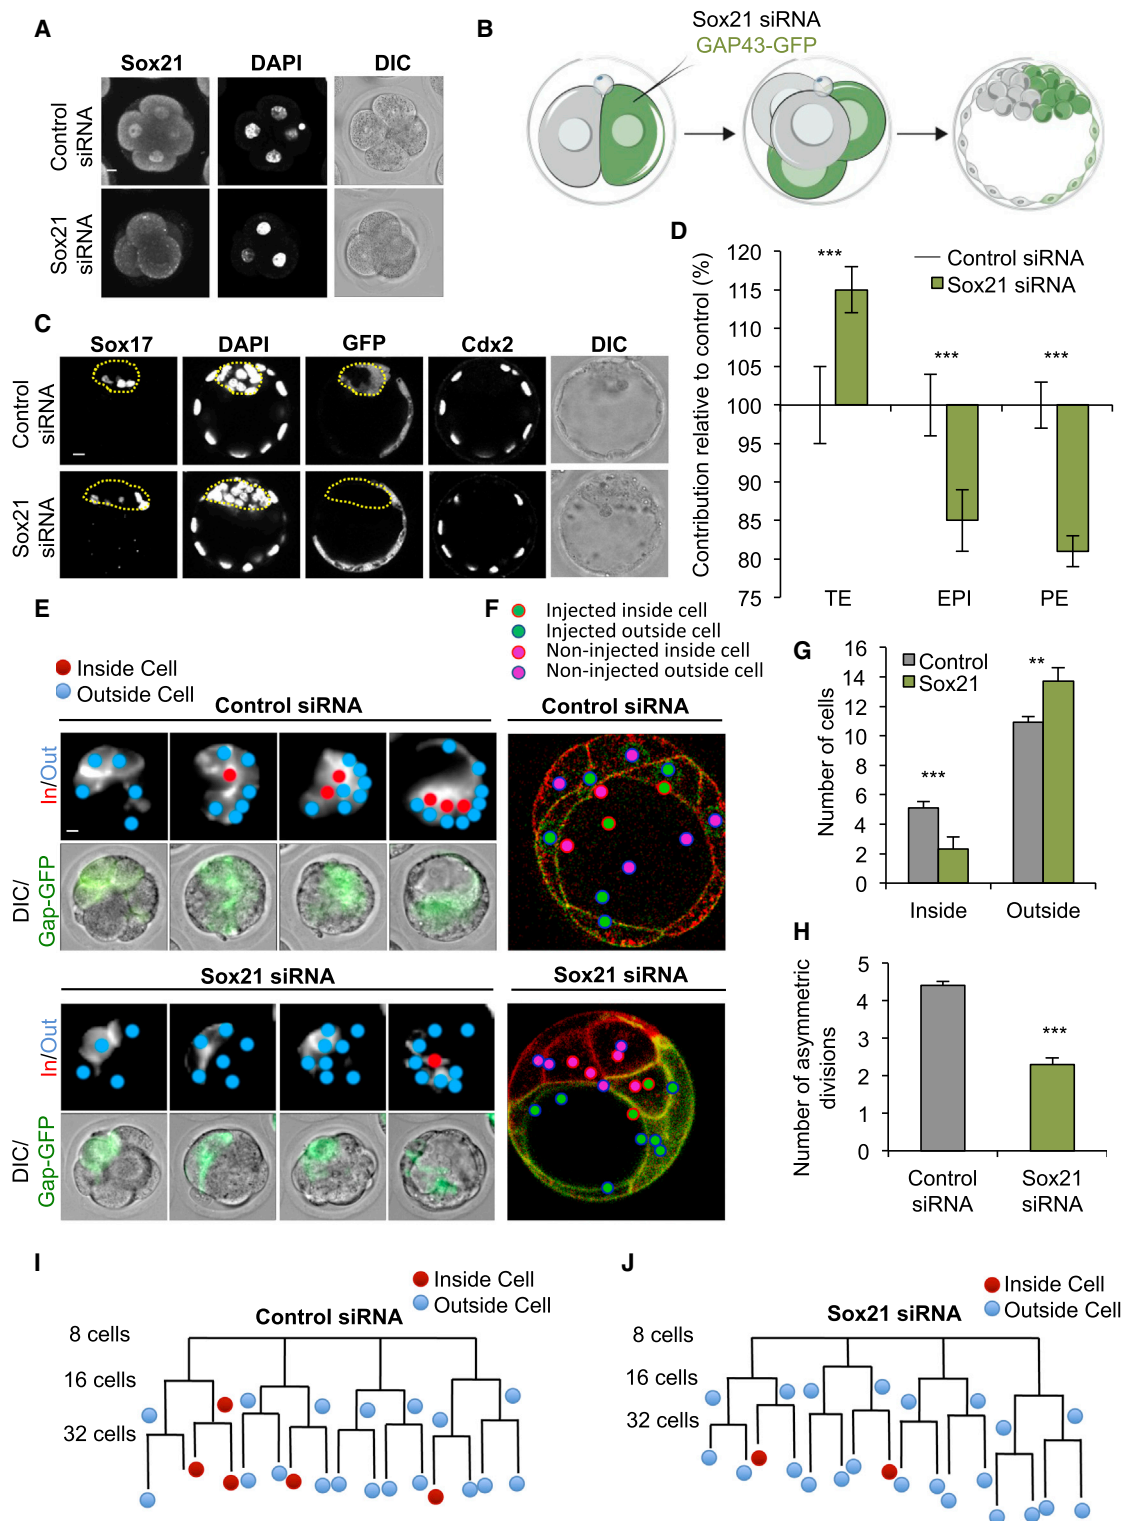 A
Sox21 DAPI DIC
Control siRNA
Sox21 siRNA
B
Sox21 siRNA
GAP43-GFP
C
Sox17 DAPI GFP Cdx2 DIC
Control siRNA
Sox21 siRNA
D
Contribution relative to control (%)
120
115
110
105
100
95
90
85
80
75
***
***
***
Control siRNA
Sox21 siRNA
TE EPI PE
E
Inside Cell
Outside Cell
Control siRNA
In/Out
DIC/
Gap-GFP
Sox21 siRNA
In/Out
DIC/
Gap-GFP
F
Injected inside cell
Injected outside cell
Non-injected inside cell
Non-injected outside cell
Control siRNA
Sox21 siRNA
G
Number of cells
16
14
12
10
8
6
4
2
0
Control
Sox21
***
**
Inside Outside
H
Number of asymmetric
divisions
5
4
3
2
1
0
***
Control siRNA
Sox21 siRNA
I
Inside Cell
Outside Cell
Control siRNA
8 cells
16 cells
32 cells
J
Inside Cell
Outside Cell
Sox21 siRNA
8 cells
16 cells
32 cells